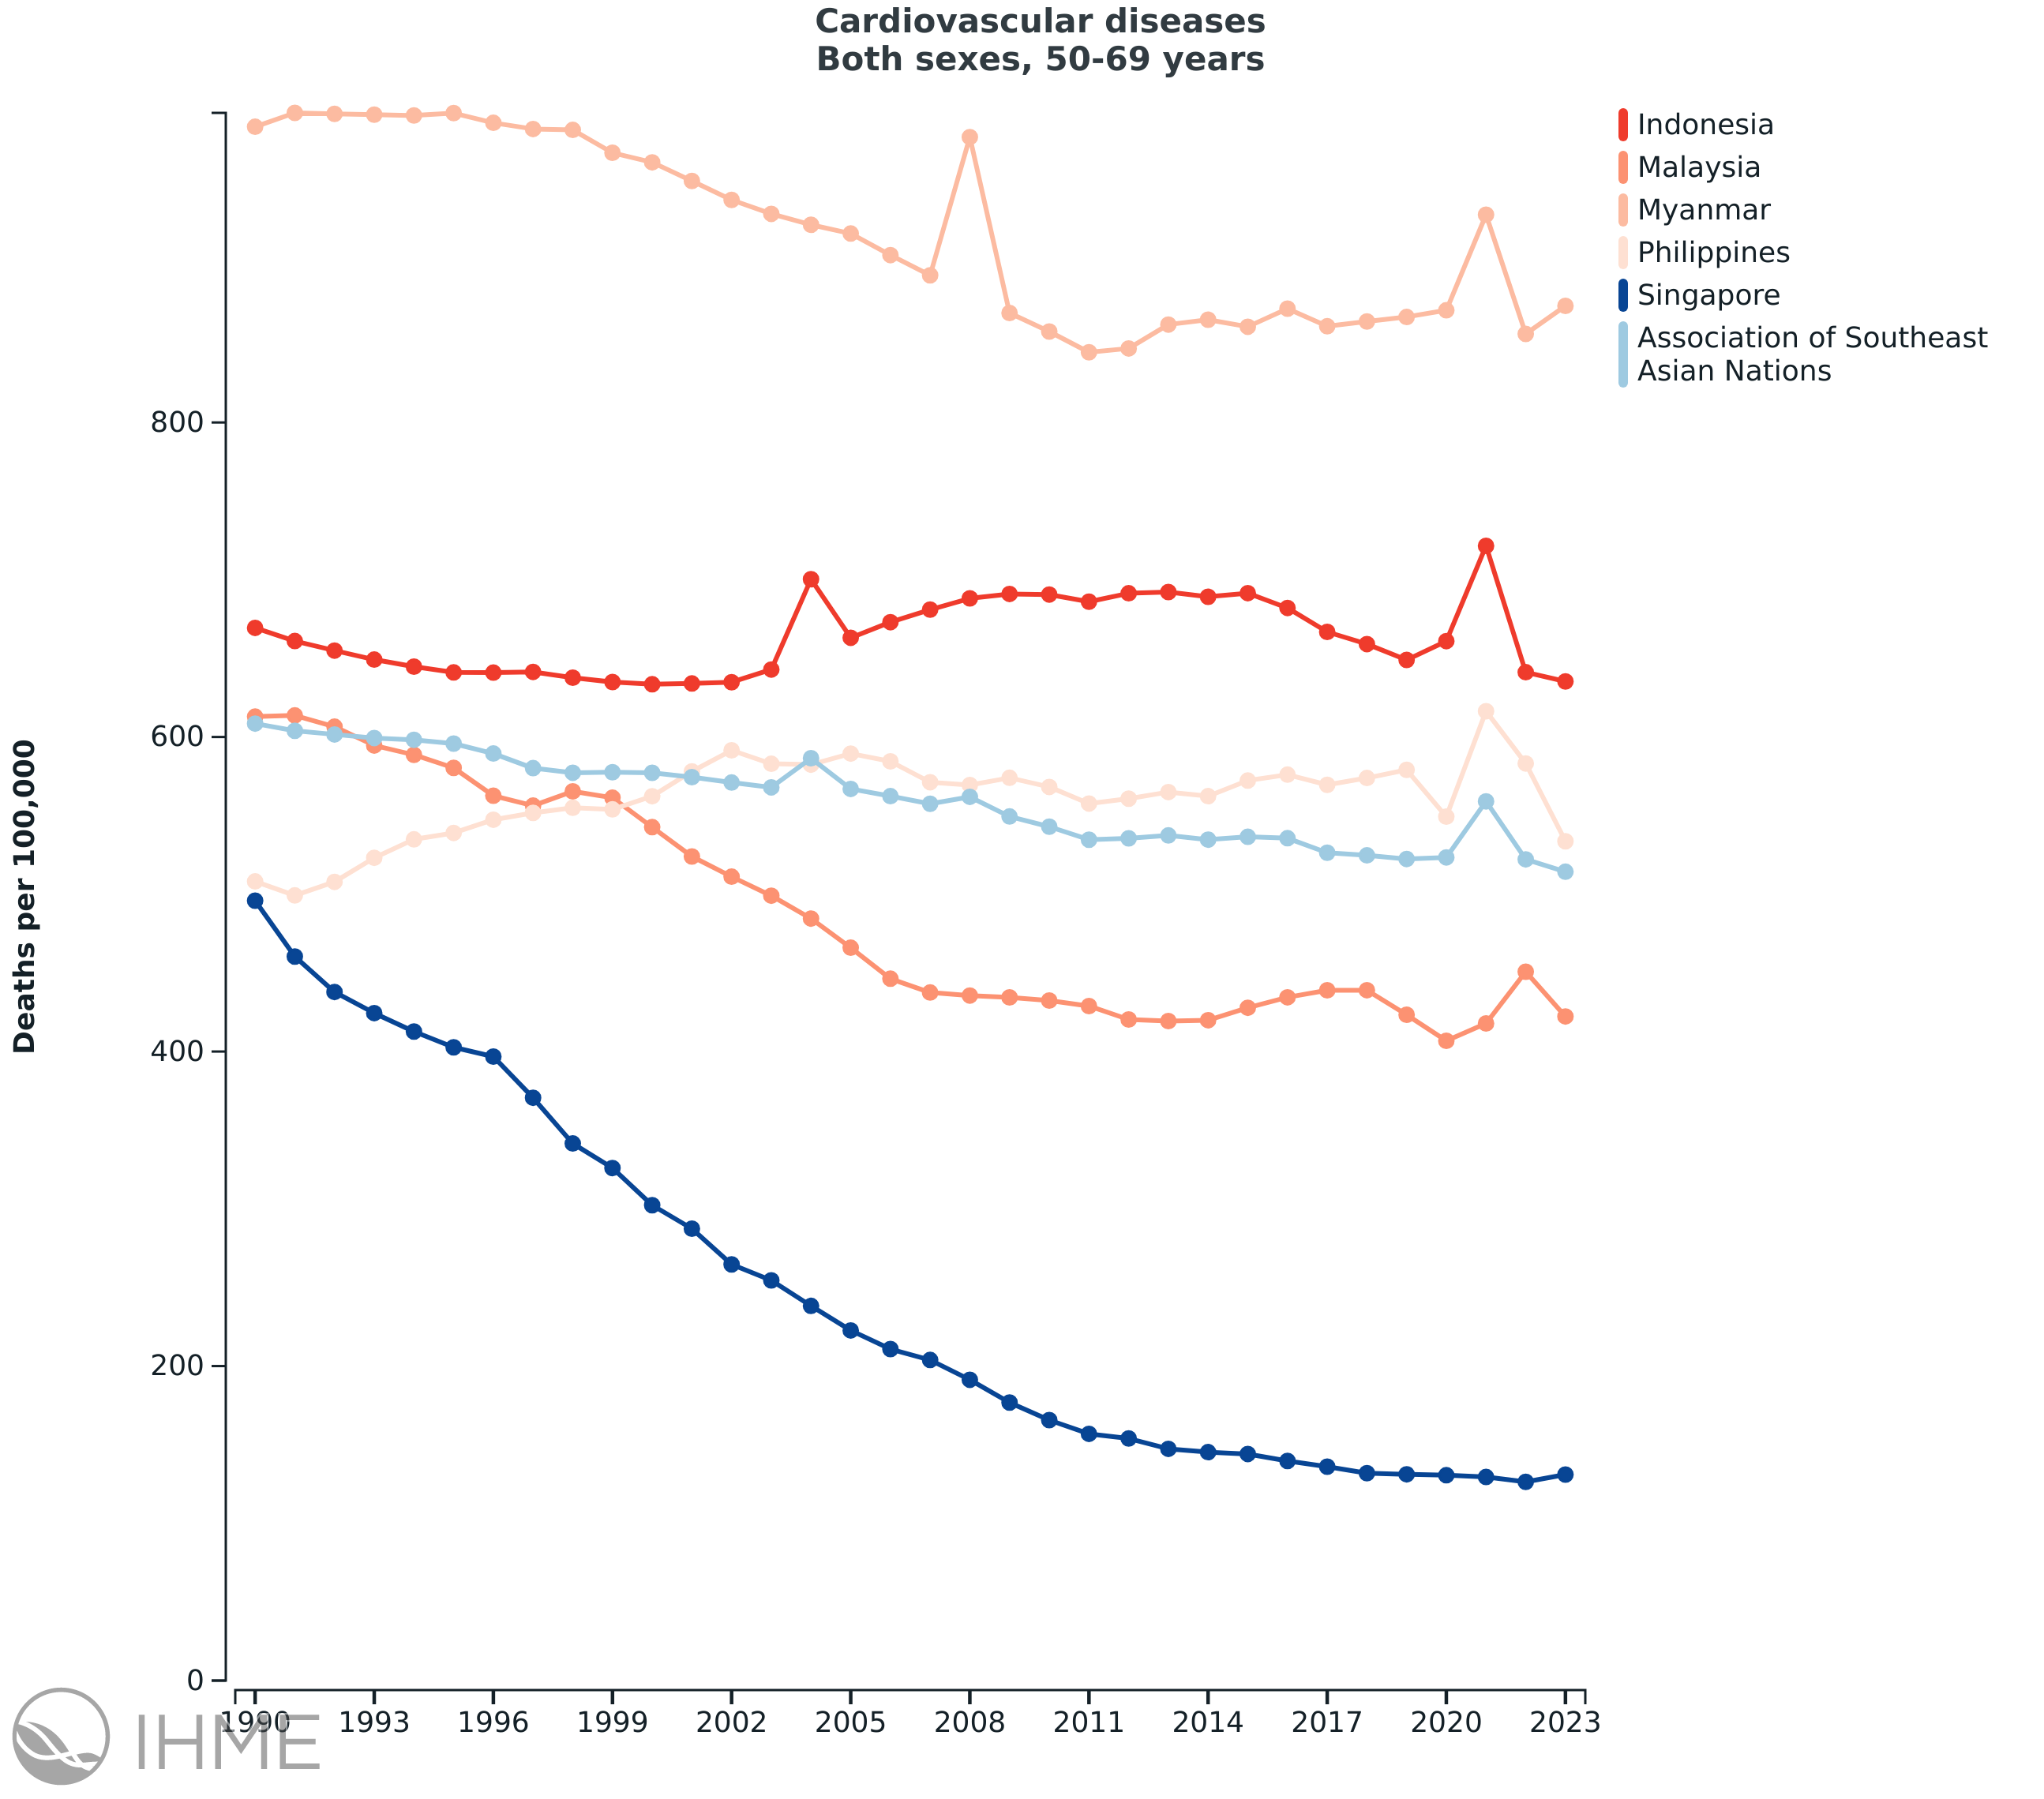 Cardiovascular diseases
Both sexes, 50-69 years
Indonesia
Malaysia
Myanmar
Philippines
Singapore
Association of Southeast
Asian Nations
Deaths per 100,000
800
600
400
200
0
1990 1993 1996 1999 2002 2005 2008 2011 2014 2017 2020 2023
IHME